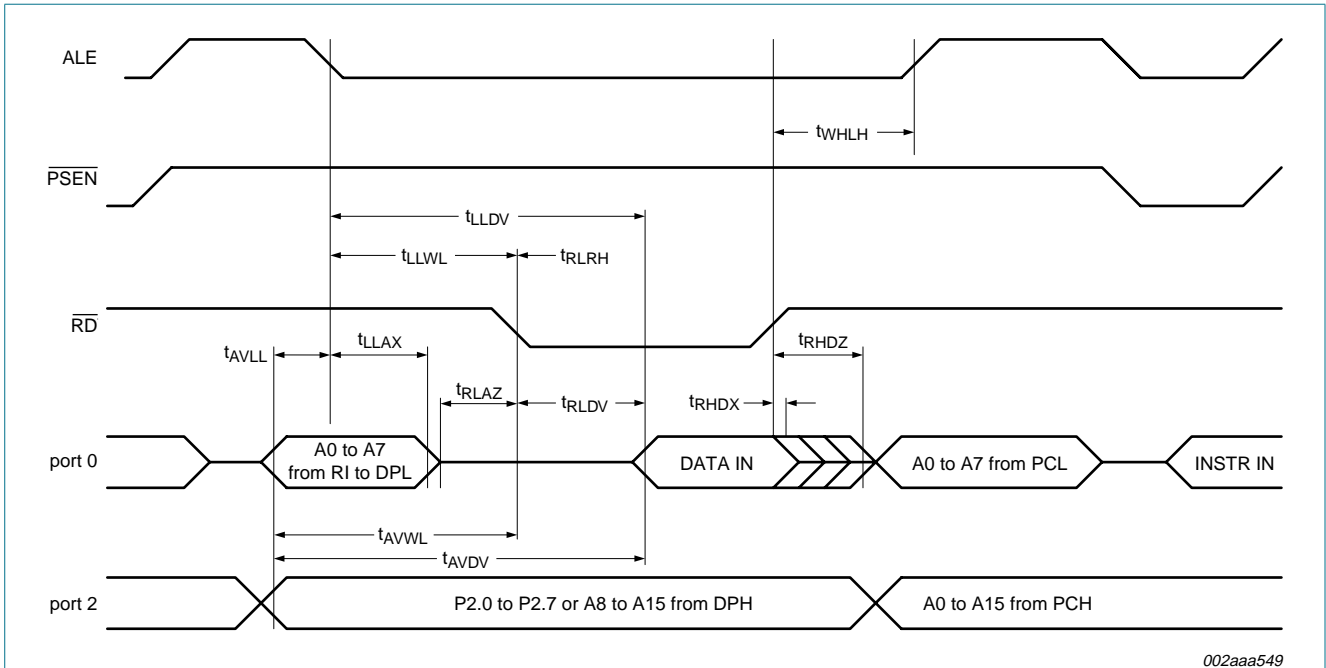 ALE
tWHLH
PSEN
tLLDV
tLLWL
tRLRH
RD
tAVLL
tLLAX
tRHDZ
tRLAZ
tRLDV
tRHDX
port 0
A0 to A7
from RI to DPL
DATA IN
A0 to A7 from PCL
INSTR IN
tAVWL
tAVDV
port 2
P2.0 to P2.7 or A8 to A15 from DPH
A0 to A15 from PCH
002aaa549